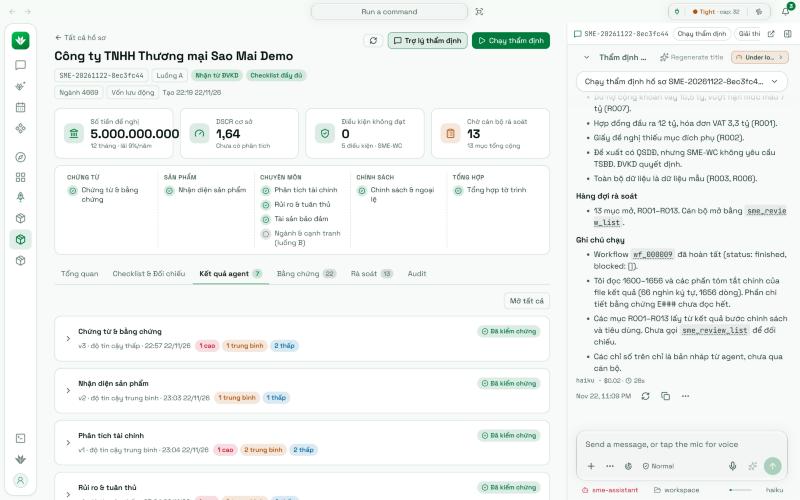 Run a command
Tight · cap: 32
3
Tất cả hồ sơ
Trợ lý thẩm định
Chạy thẩm định
Công ty TNHH Thương mại Sao Mai Demo
SME-20261122-8ec3fc44
Luồng A
Nhận từ ĐVKD
Checklist đầy đủ
Ngành 4669
Vốn lưu động
Tạo 22:19 22/11/26
Số tiền đề nghị
5.000.000.000
12 tháng · lãi 9%/năm
DSCR cơ sở
1,64
Chưa có phân tích
Điều kiện không đạt
0
5 điều kiện · SME-WC
Chờ cán bộ rà soát
13
13 mục tổng cộng
CHỨNG TỪ
Chứng từ & bằng chứng
SẢN PHẨM
Nhận diện sản phẩm
CHUYÊN MÔN
Phân tích tài chính
Rủi ro & tuân thủ
Tài sản bảo đảm
Ngành & cạnh tranh (luồng B)
CHÍNH SÁCH
Chính sách & ngoại lệ
TỔNG HỢP
Tổng hợp tờ trình
Tổng quan
Checklist & Đối chiếu
Kết quả agent 7
Bằng chứng 22
Rà soát 13
Audit
Mở tất cả
Chứng từ & bằng chứng
Đã kiểm chứng
v3 · độ tin cậy thấp · 22:57 22/11/26 1 cao 1 trung bình 2 thấp
Nhận diện sản phẩm
Đã kiểm chứng
v2 · độ tin cậy trung bình · 23:03 22/11/26 1 trung bình 1 thấp
Phân tích tài chính
Đã kiểm chứng
v1 · độ tin cậy trung bình · 23:04 22/11/26 1 cao 2 trung bình 2 thấp
Rủi ro & tuân thủ
Đã kiểm chứng
SME-20261122-8ec3fc44
Chạy thẩm định
Giải thí
Thẩm định ...
Regenerate title
Under lo...
Chạy thẩm định hồ sơ SME-20261122-8ec3fc44...
tỷ (R007).
Hợp đồng đầu ra 12 tỷ, hóa đơn VAT 3,3 tỷ (R001).
Giấy đề nghị thiếu mục đích phụ (R002).
Đề xuất có QSDĐ, nhưng SME-WC không yêu cầu
TSBĐ. ĐVKD quyết định.
Toàn bộ dữ liệu là dữ liệu mẫu (R003, R006).
Hàng đợi rà soát
13 mục mở, R001–R013. Cán bộ mở bằng sme_revie
w_list .
Ghi chú chạy
Workflow wf_000009 đã hoàn tất (status: finished,
blocked: []).
Tôi đọc 1600–1656 và các phần tóm tắt chính của
file kết quả (66 nghìn ký tự, 1656 dòng). Phần chi
tiết bằng chứng E### chưa đọc hết.
Các mục R001–R013 lấy từ kết quả bước chính sách
và tiêu dùng. Chưa gọi sme_review_list để đối
chiếu.
Các chỉ số trên chỉ là bản nháp từ agent, chưa qua
cán bộ.
haiku · $0.02 · 28s
Nov 22, 11:09 PM
Send a message, or tap the mic for voice
Normal
sme-assistant
workspace
haiku